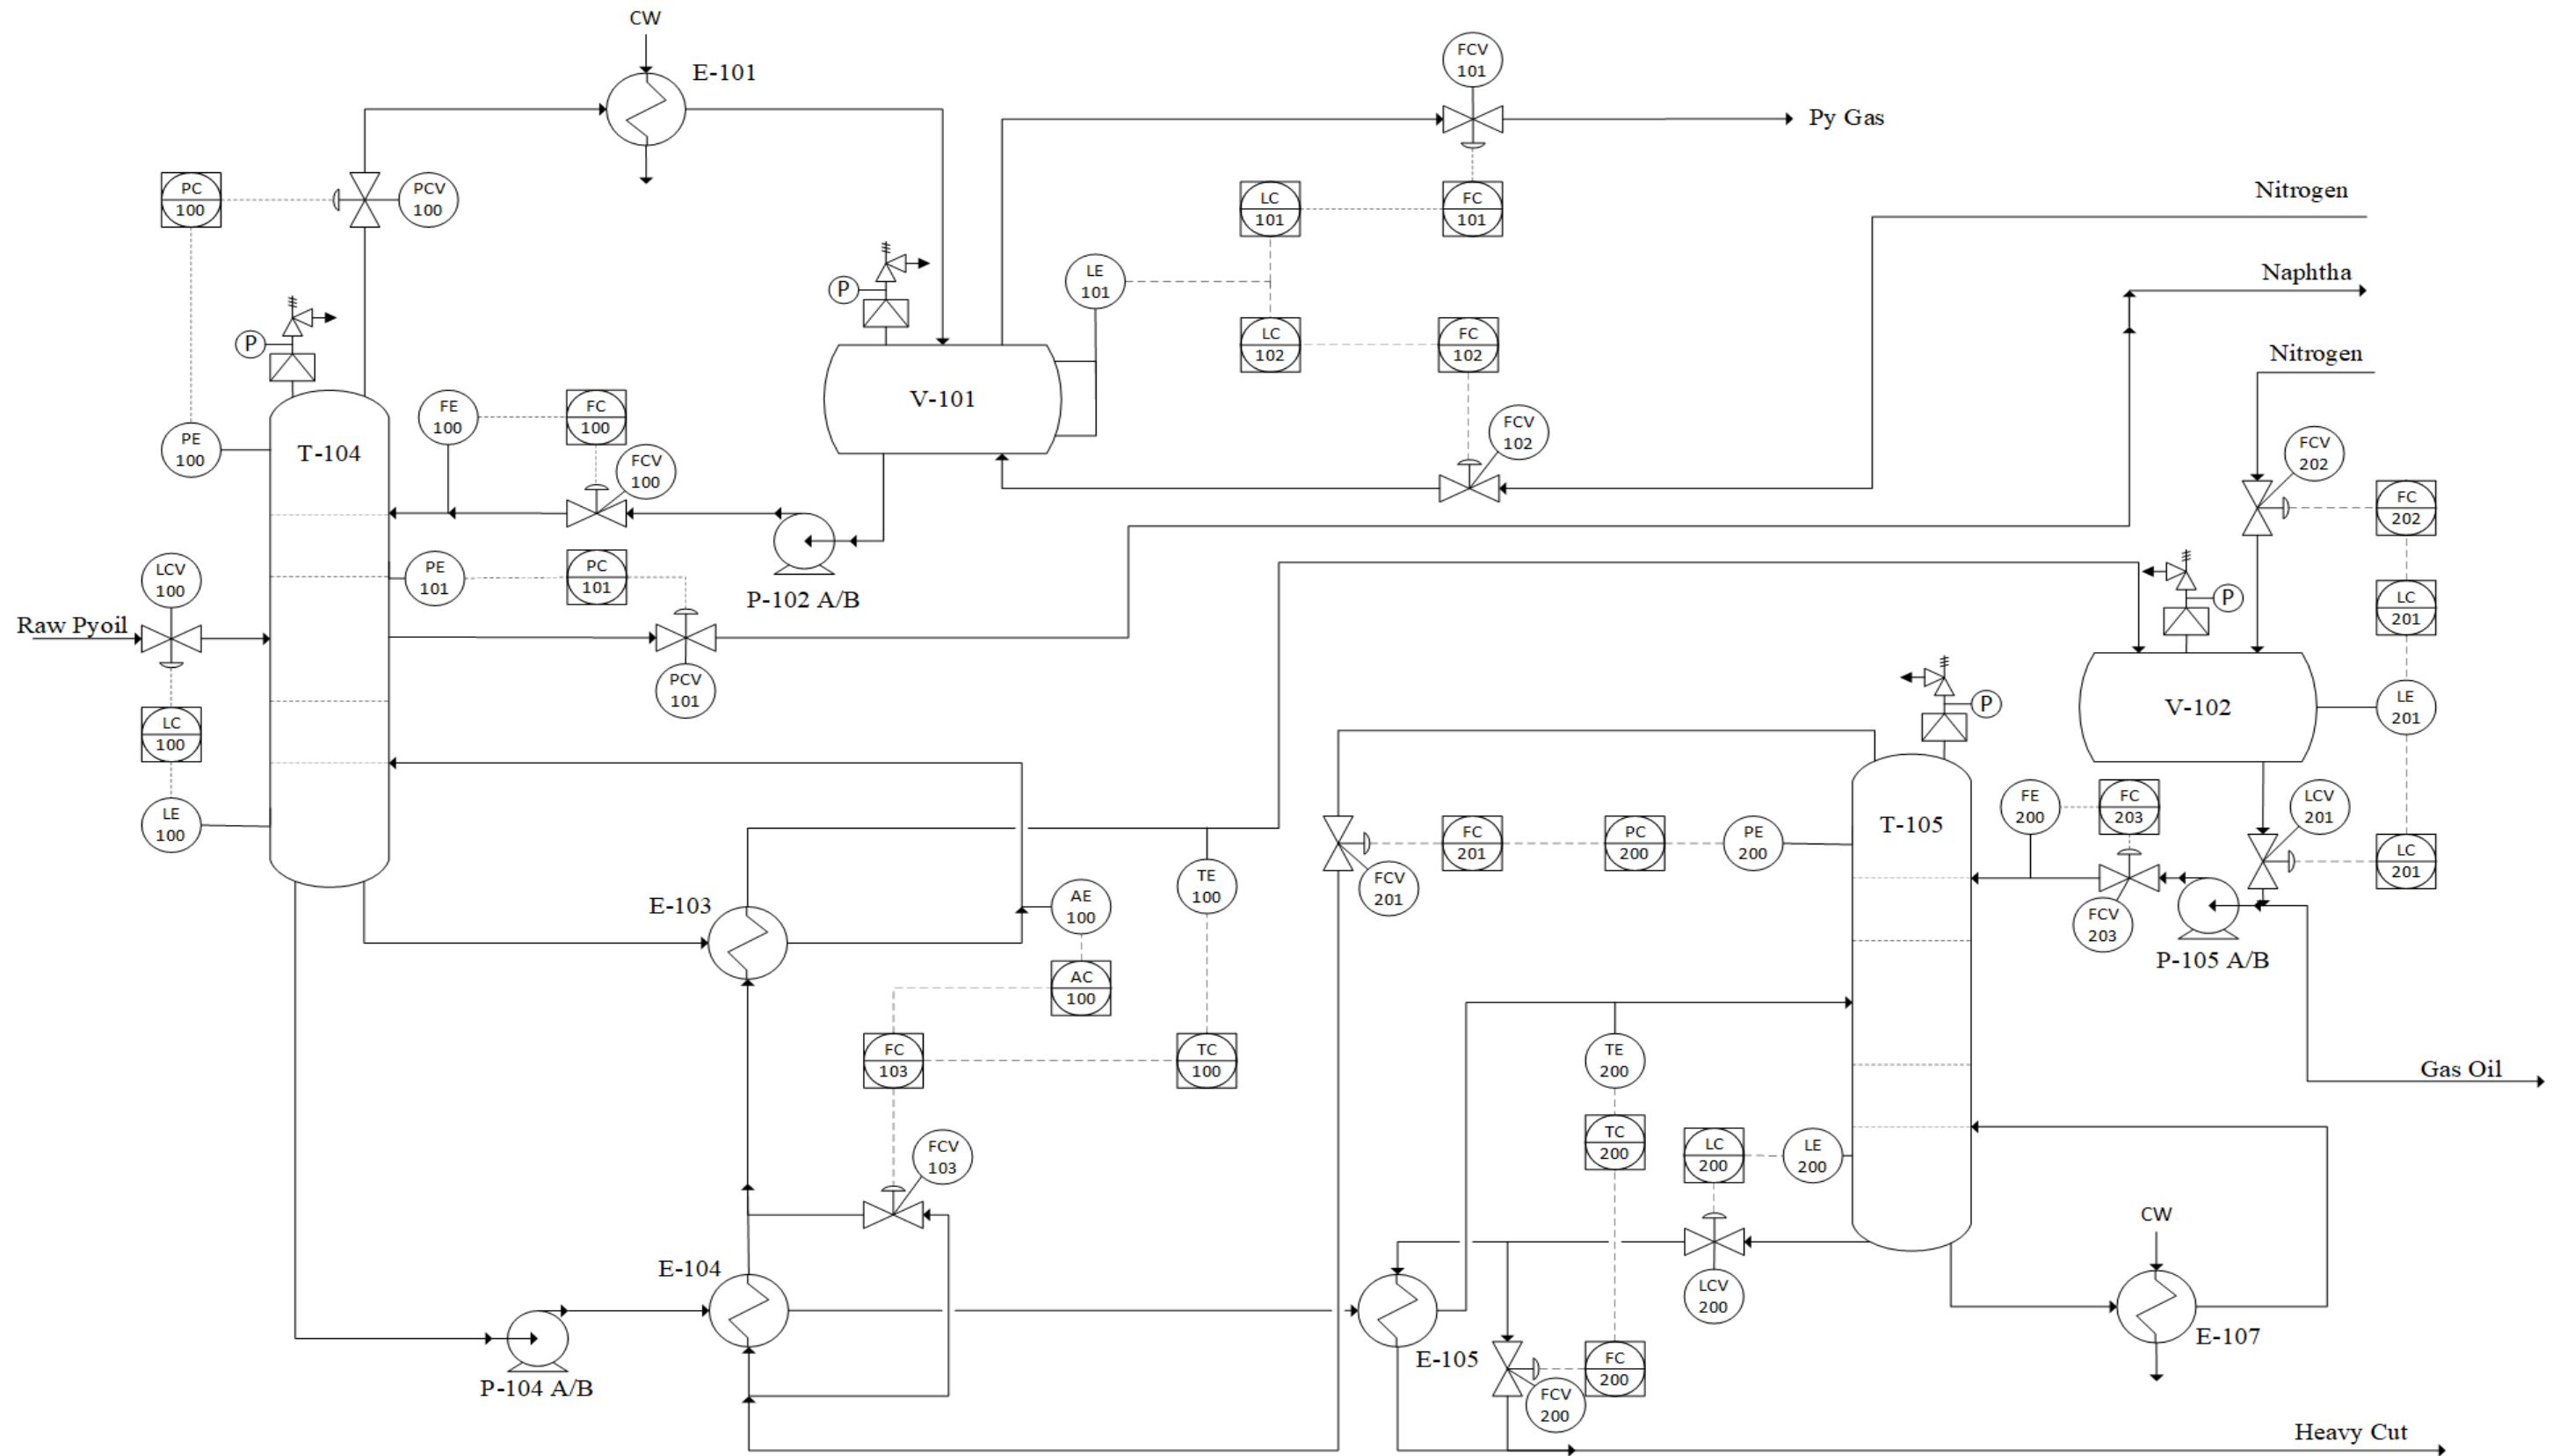 CW
E-101
FCV
101
Py Gas
PC
100
PCV
100
LC
101
FC
101
Nitrogen
P
LE
101
Naphtha
P
LC
102
FC
102
Nitrogen
V-101
FE
100
FC
100
PE
100
T-104
FCV
100
FCV
102
FCV
202
FC
202
LCV
100
PE
101
PC
101
P-102 A/B
P
LC
201
Raw Pyoil
PCV
101
P
V-102
LE
201
LC
100
LE
100
FC
201
PC
200
PE
200
T-105
FE
200
FC
203
LCV
201
LC
201
FCV
201
E-103
AE
100
TE
100
FCV
203
P-105 A/B
AC
100
FC
103
TC
100
TE
200
Gas Oil
FCV
103
TC
200
LC
200
LE
200
CW
E-104
LCV
200
P-104 A/B
E-105
FC
200
E-107
FCV
200
Heavy Cut